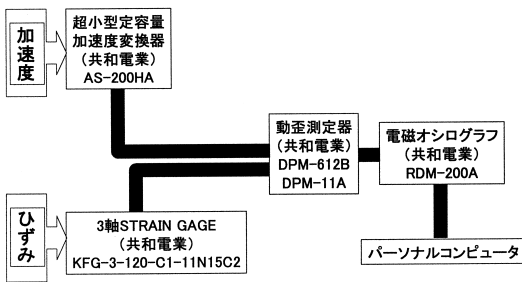 加速度
超小型定容量
加速度変換器
(共和電業)
AS-200HA
動歪測定器
(共和電業)
DPM-612B
DPM-11A
電磁オシログラフ
(共和電業)
RDM-200A
ひずみ
3軸STRAIN GAGE
(共和電業)
KFG-3-120-C1-11N15C2
パーソナルコンピュータ